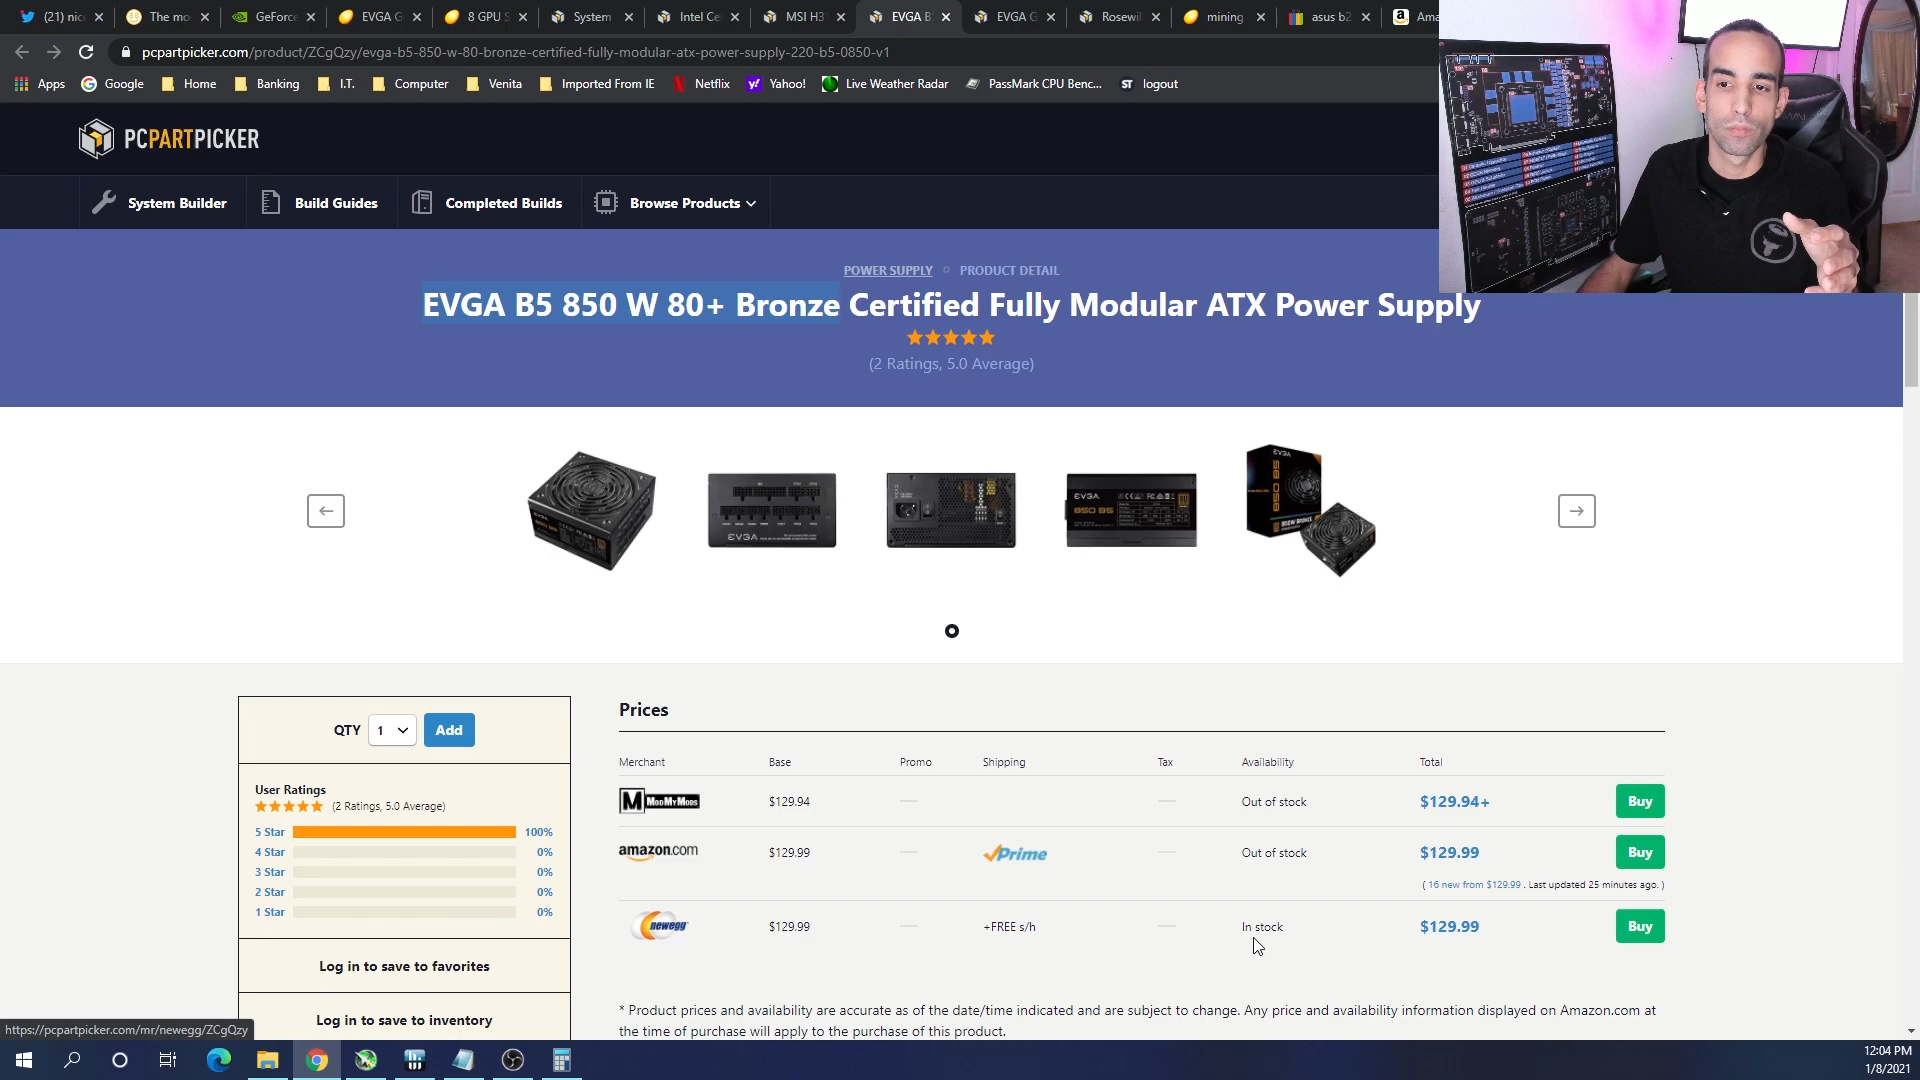 (21) nic
The mo
GeForce
EVGA G
8 GPU S
System
Intel Ce
MSI H3
EVGA B
EVGA G
Rosewil
mining
asus b2
Ama
pcpartpicker.com/product/ZCgQzy/evga-b5-850-w-80-bronze-certified-fully-modular-atx-power-supply-220-b5-0850-v1
Apps
Google
Home
Banking
I.T.
Computer
Venita
Imported From IE
Netflix
Yahoo!
Live Weather Radar
PassMark CPU Benc...
ST
logout
PCPARTPICKER
System Builder
Build Guides
Completed Builds
Browse Products
POWER SUPPLY
PRODUCT DETAIL
EVGA B5 850 W 80+ Bronze Certified Fully Modular ATX Power Supply
(2 Ratings, 5.0 Average)
EVGA
EVGA
850 B5
EVGA
850 B5
QTY 1 Add
User Ratings
(2 Ratings, 5.0 Average)
5 Star 100%
4 Star 0%
3 Star 0%
2 Star 0%
1 Star 0%
Log in to save to favorites
Log in to save to inventory
Prices
Merchant Base Promo Shipping Tax Availability Total
MODMYMODS $129.94 — — Out of stock $129.94+ Buy
amazon.com $129.99 — Prime — Out of stock $129.99 Buy
( 16 new from $129.99 . Last updated 25 minutes ago. )
newegg $129.99 — +FREE s/h — In stock $129.99 Buy
* Product prices and availability are accurate as of the date/time indicated and are subject to change. Any price and availability information displayed on Amazon.com at
the time of purchase will apply to the purchase of this product.
https://pcpartpicker.com/mr/newegg/ZCgQzy
12:04 PM
1/8/2021